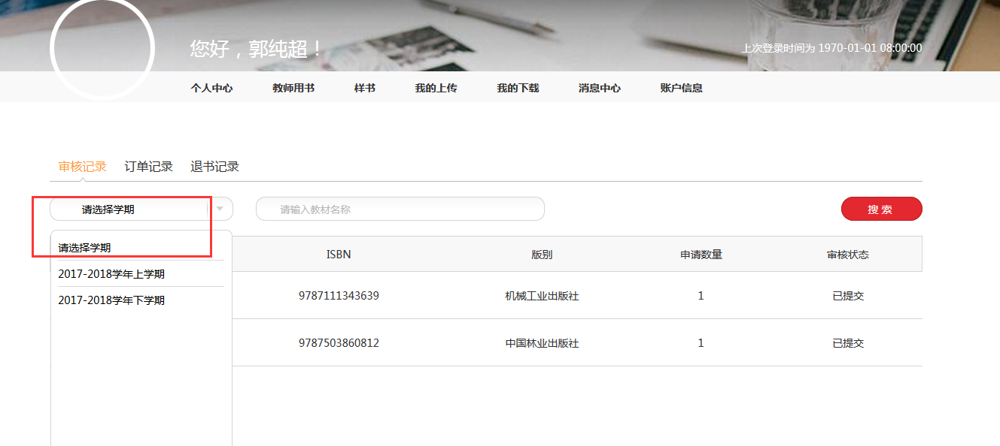 您好，郭纯超！
上次登录时间为 1970-01-01 08:00:00
个人中心 教师用书 样书 我的上传 我的下载 消息中心 账户信息
审核记录 订单记录 退书记录
请选择学期 请输入教材名称 搜 索
请选择学期
2017-2018学年上学期
2017-2018学年下学期
ISBN 版别 申请数量 审核状态
9787111343639 机械工业出版社 1 已提交
9787503860812 中国林业出版社 1 已提交